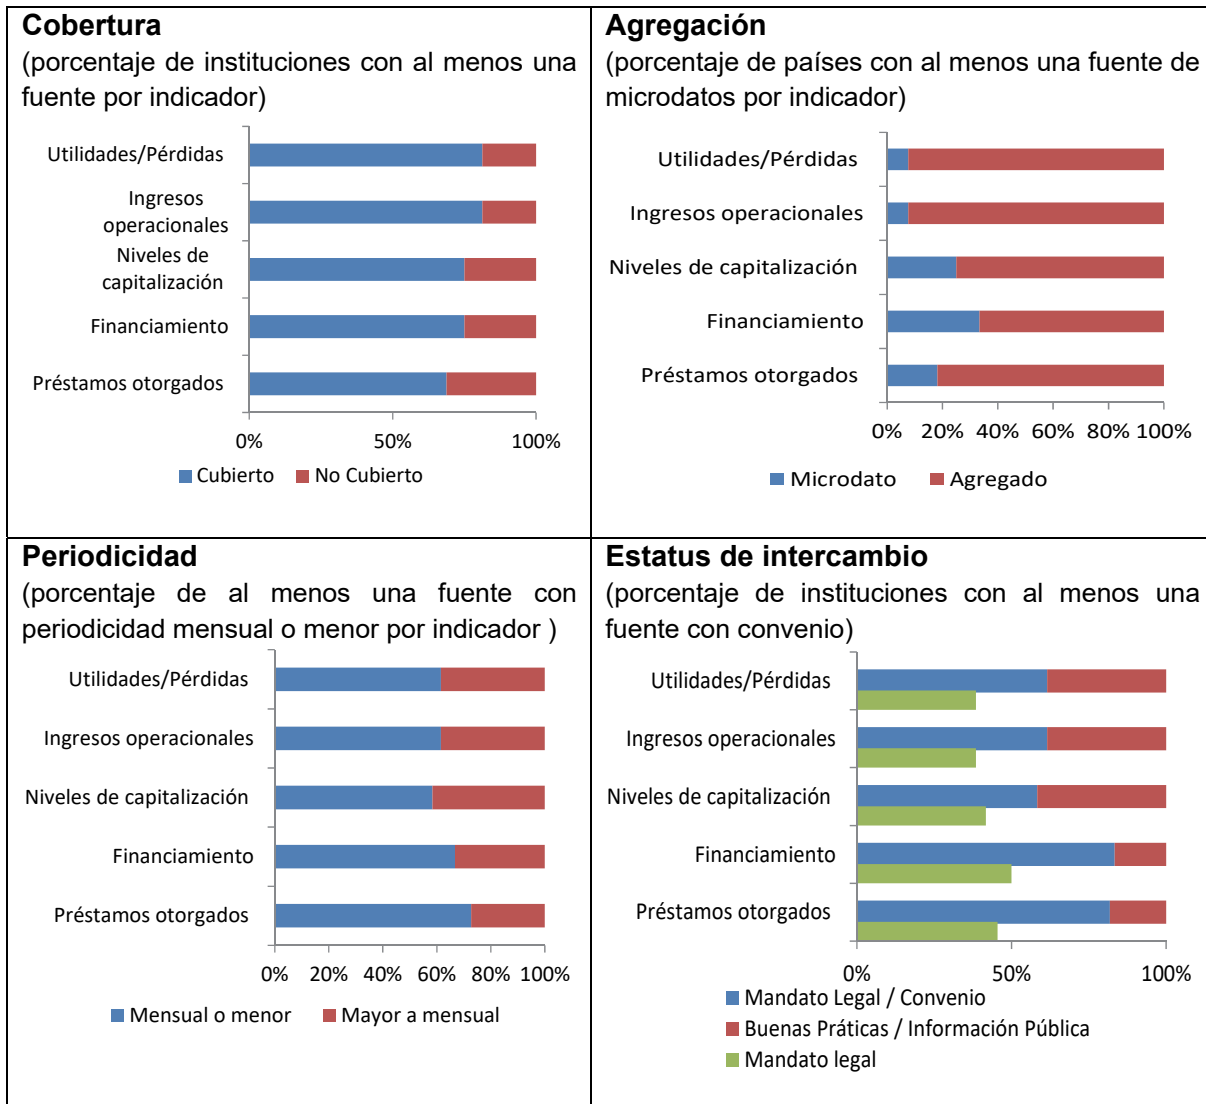 Cobertura
(porcentaje de instituciones con al menos una
fuente por indicador)
Utilidades/Pérdidas
Ingresos
operacionales
Niveles de
capitalización
Financiamiento
Préstamos otorgados
0% 50% 100%
Cubierto No Cubierto
Agregación
(porcentaje de países con al menos una fuente de
microdatos por indicador)
Utilidades/Pérdidas
Ingresos operacionales
Niveles de capitalización
Financiamiento
Préstamos otorgados
0% 20% 40% 60% 80% 100%
Microdato Agregado
Periodicidad
(porcentaje de al menos una fuente con
periodicidad mensual o menor por indicador )
Utilidades/Pérdidas
Ingresos operacionales
Niveles de capitalización
Financiamiento
Préstamos otorgados
0% 20% 40% 60% 80% 100%
Mensual o menor Mayor a mensual
Estatus de intercambio
(porcentaje de instituciones con al menos una
fuente con convenio)
Utilidades/Pérdidas
Ingresos operacionales
Niveles de capitalización
Financiamiento
Préstamos otorgados
0% 50% 100%
Mandato Legal / Convenio
Buenas Práticas / Información Pública
Mandato legal